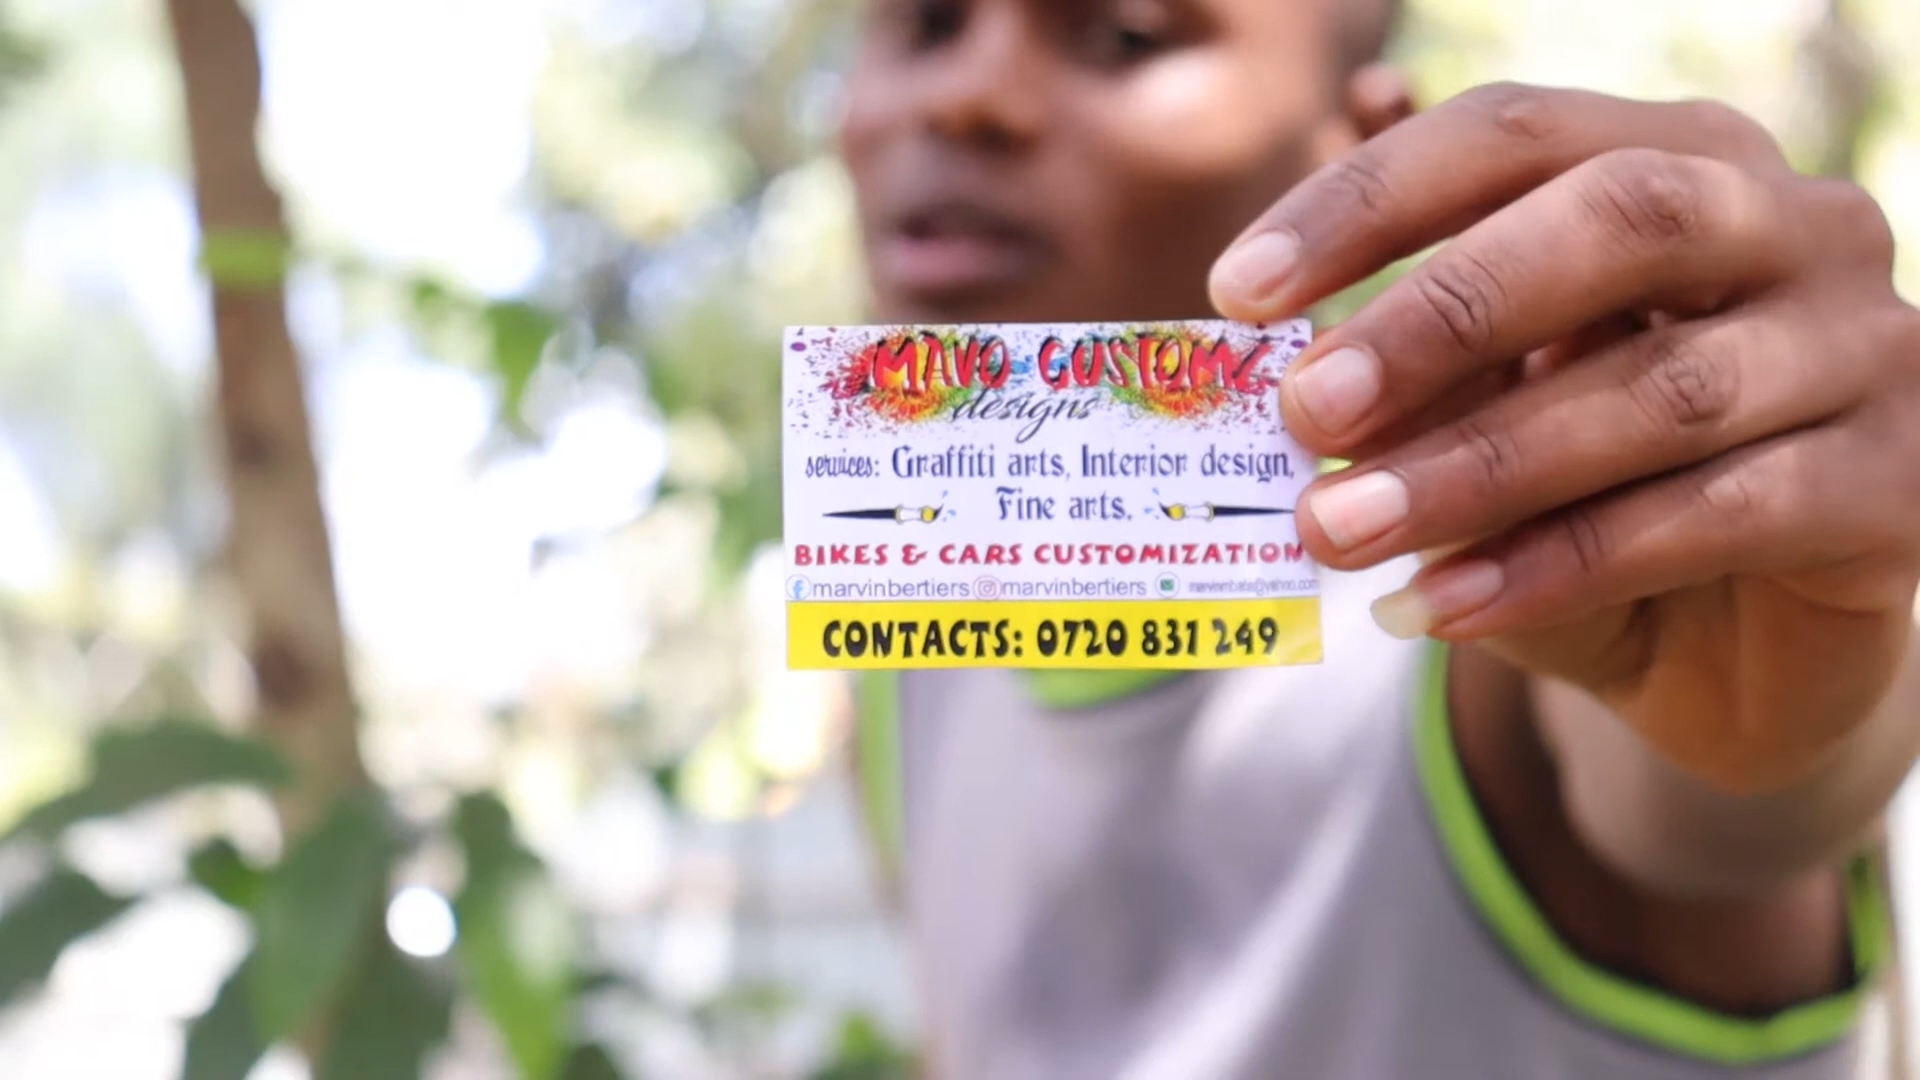 MAVO CUSTOMZ
designs
services: Graffiti arts, Interior design,
Fine arts.
BIKES & CARS CUSTOMIZATION
marvinbertiers marvinbertiers
CONTACTS: 0720 831 249